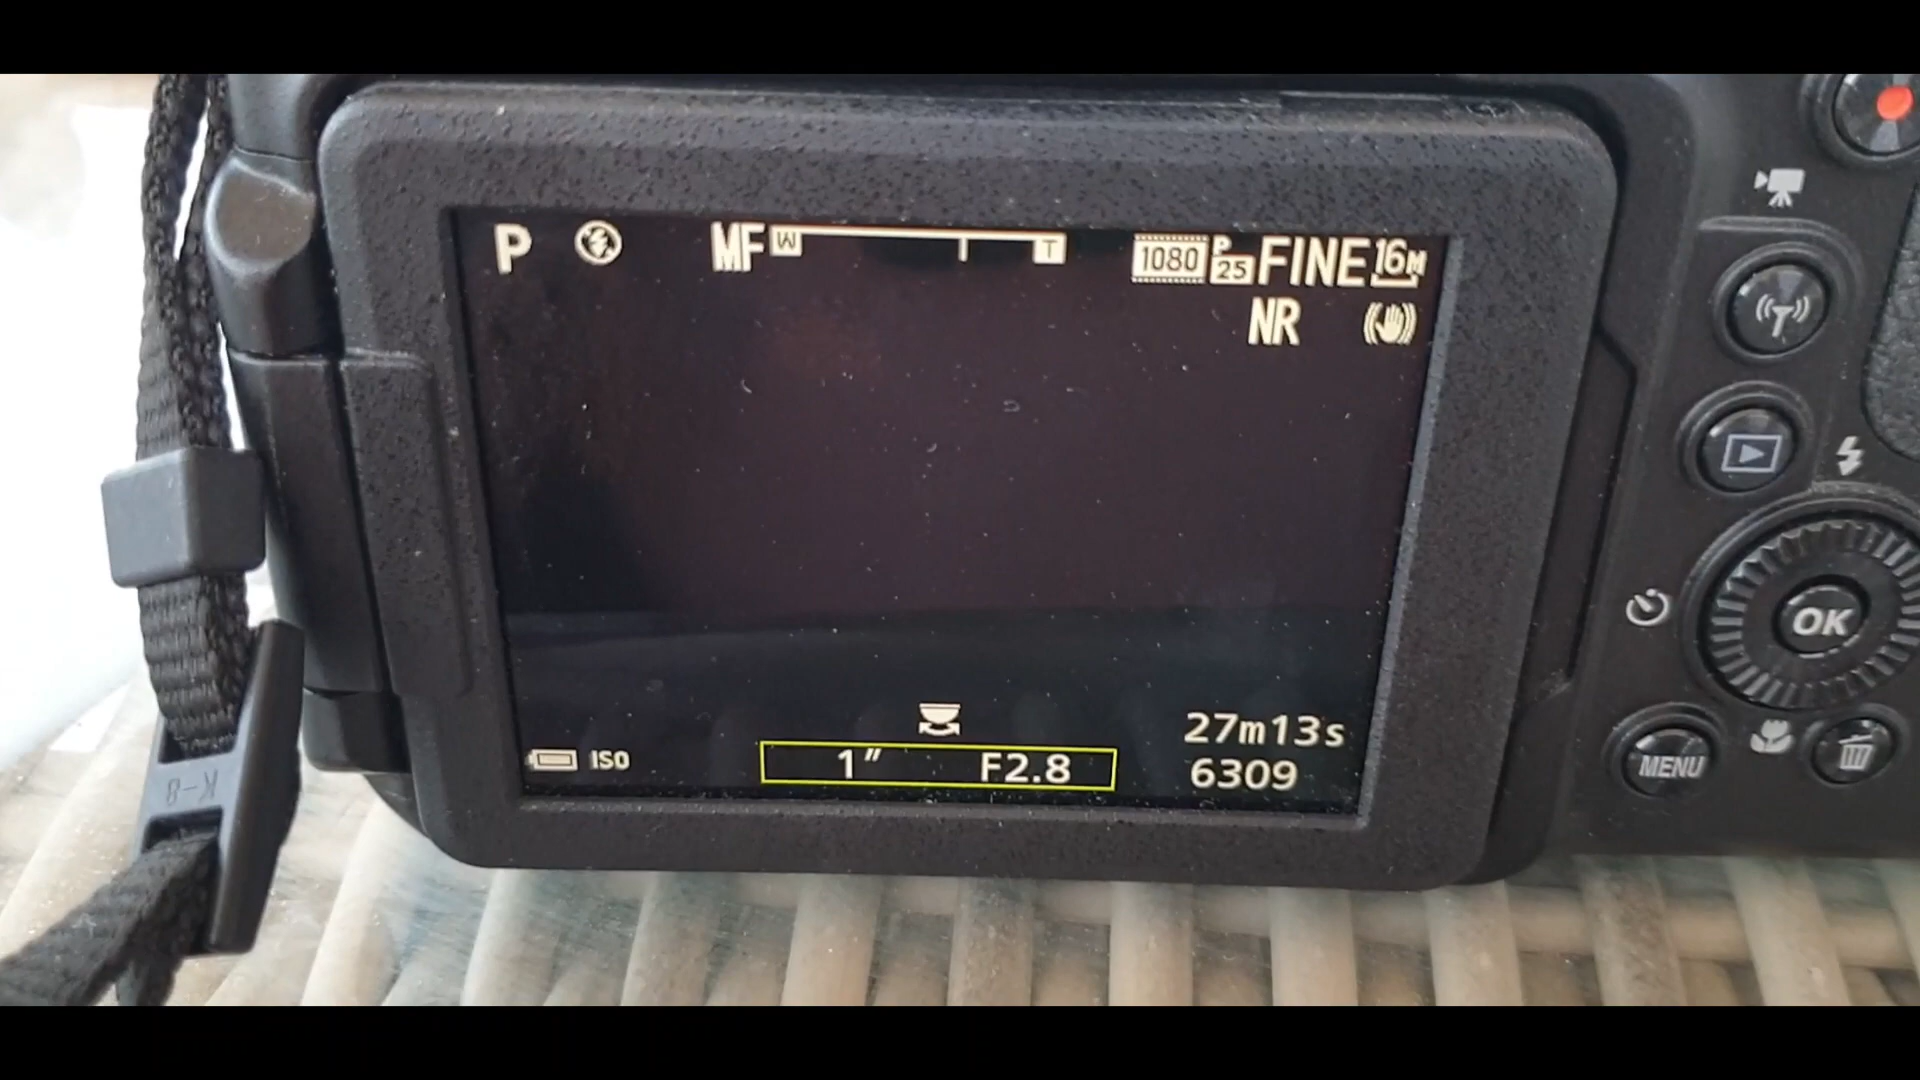 P MF W T 1080 P 25 FINE 16M
NR
27m13s
ISO 1" F2.8 6309
OK
MENU
K-8